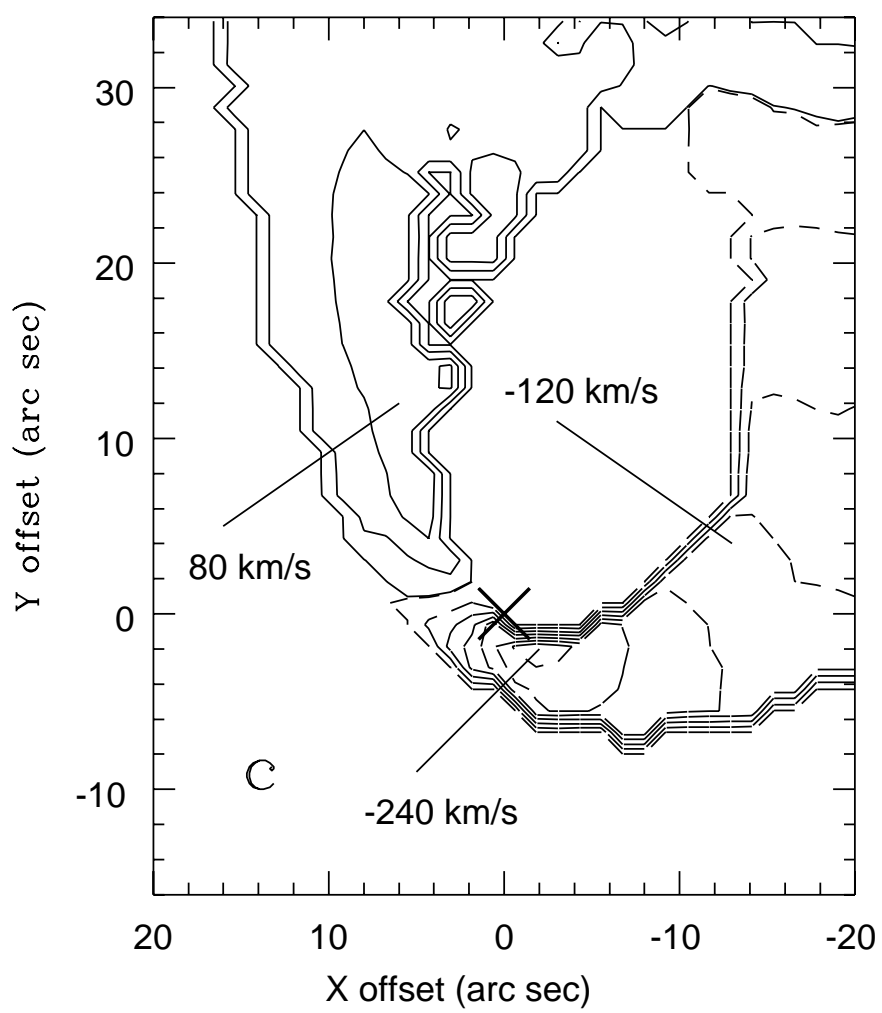 30
20
10
0
-10
Y offset (arc sec)
-120 km/s
80 km/s
-240 km/s
C
20 10 0 -10 -20
X offset (arc sec)